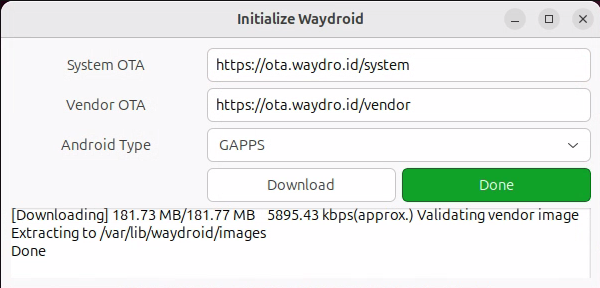 Initialize Waydroid
System OTA
https://ota.waydro.id/system
Vendor OTA
https://ota.waydro.id/vendor
Android Type
GAPPS
Download
Done
[Downloading] 181.73 MB/181.77 MB    5895.43 kbps(approx.) Validating vendor image
Extracting to /var/lib/waydroid/images
Done